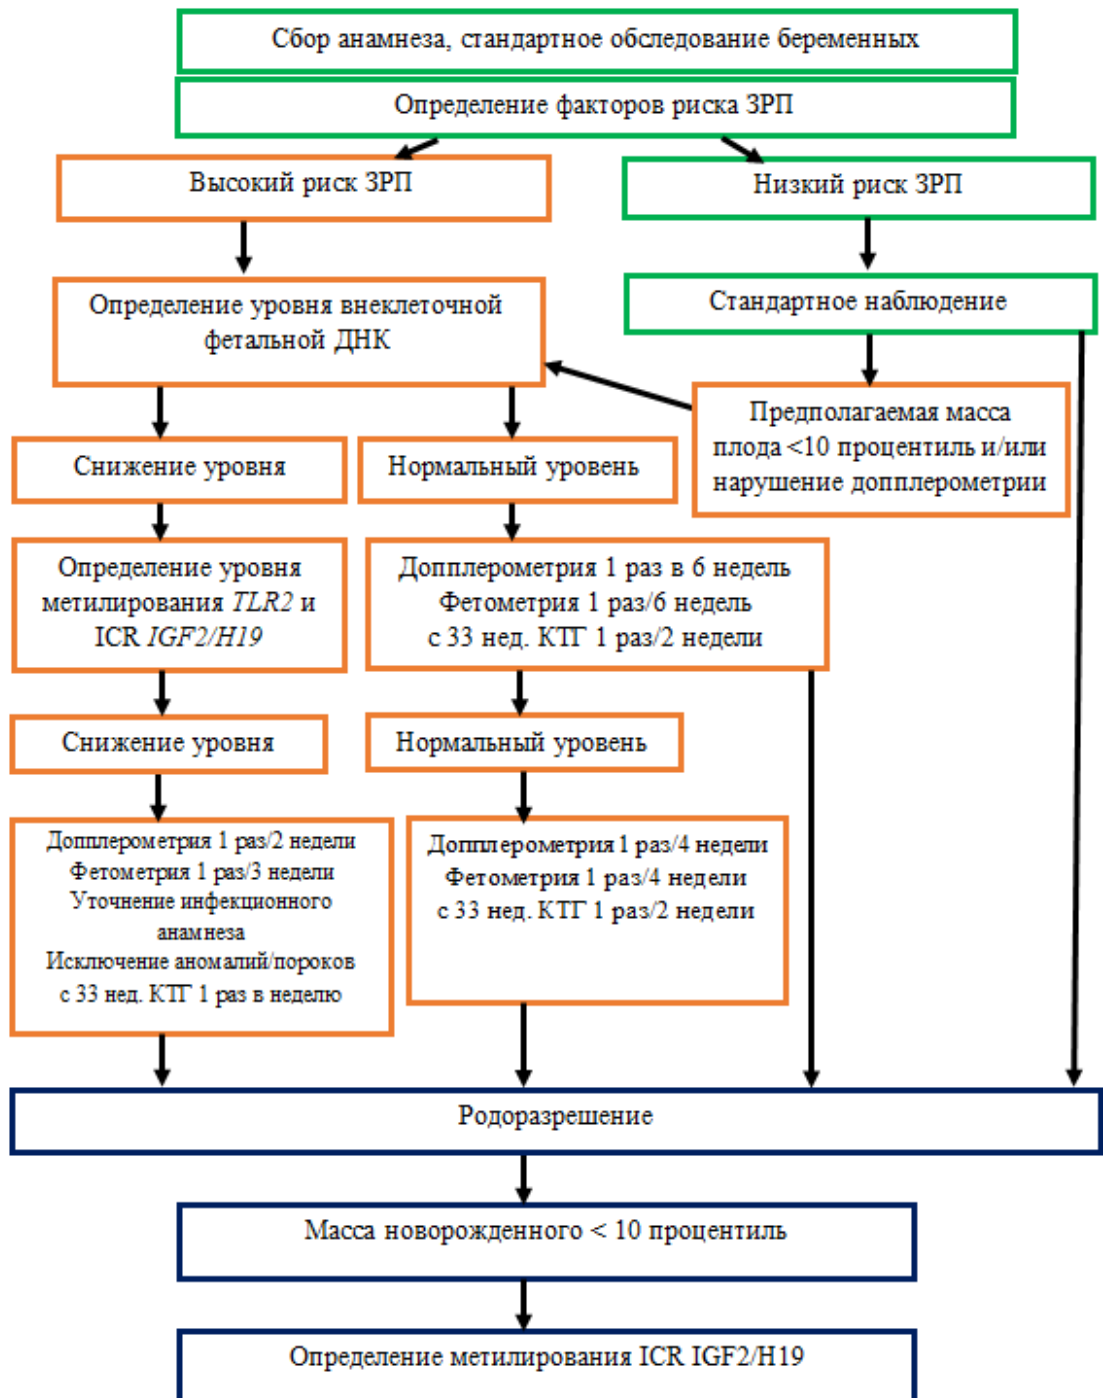 Сбор анамнеза, стандартное обследование беременных
Определение факторов риска ЗРП
Высокий риск ЗРП
Низкий риск ЗРП
Определение уровня внеклеточной
фетальной ДНК
Стандартное наблюдение
Предполагаемая масса
плода <10 процентиль и/или
нарушение допплерометрии
Снижение уровня
Нормальный уровень
Определение уровня
метилирования TLR2 и
ICR IGF2/H19
Допплерометрия 1 раз в 6 недель
Фетометрия 1 раз/6 недель
с 33 нед. КТГ 1 раз/2 недели
Снижение уровня
Нормальный уровень
Допплерометрия 1 раз/2 недели
Фетометрия 1 раз/3 недели
Уточнение инфекционного
анамнеза
Исключение аномалий/пороков
с 33 нед. КТГ 1 раз в неделю
Допплерометрия 1 раз/4 недели
Фетометрия 1 раз/4 недели
с 33 нед. КТГ 1 раз/2 недели
Родоразрешение
Масса новорожденного < 10 процентиль
Определение метилирования ICR IGF2/H19